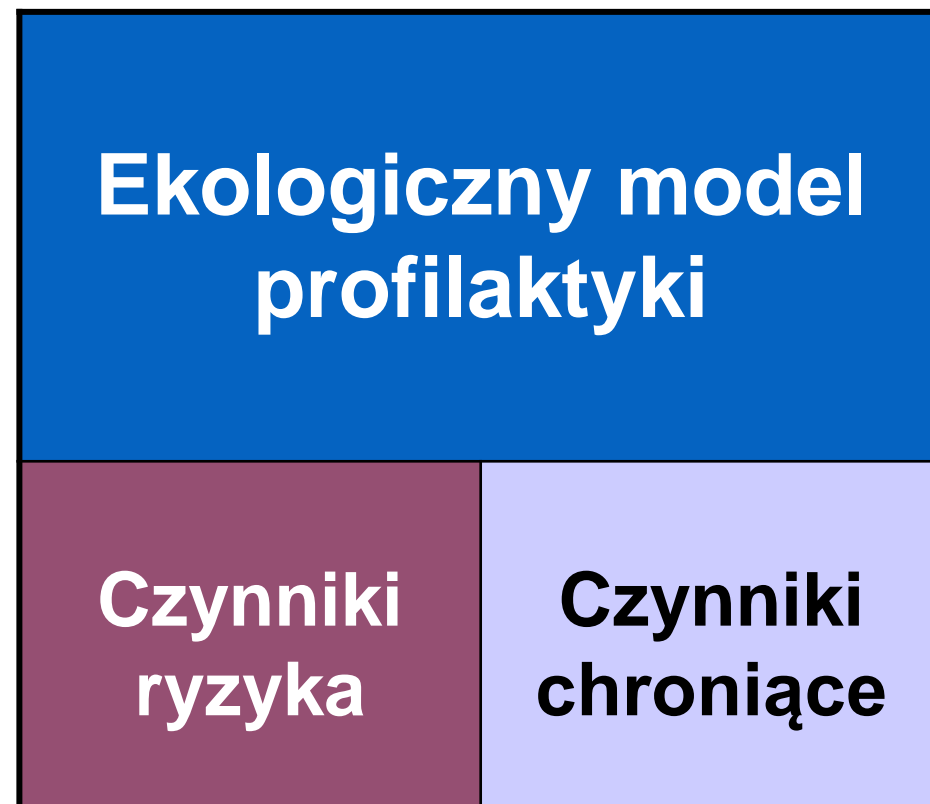 Ekologiczny model
profilaktyki
Czynniki
ryzyka
Czynniki
chroniące